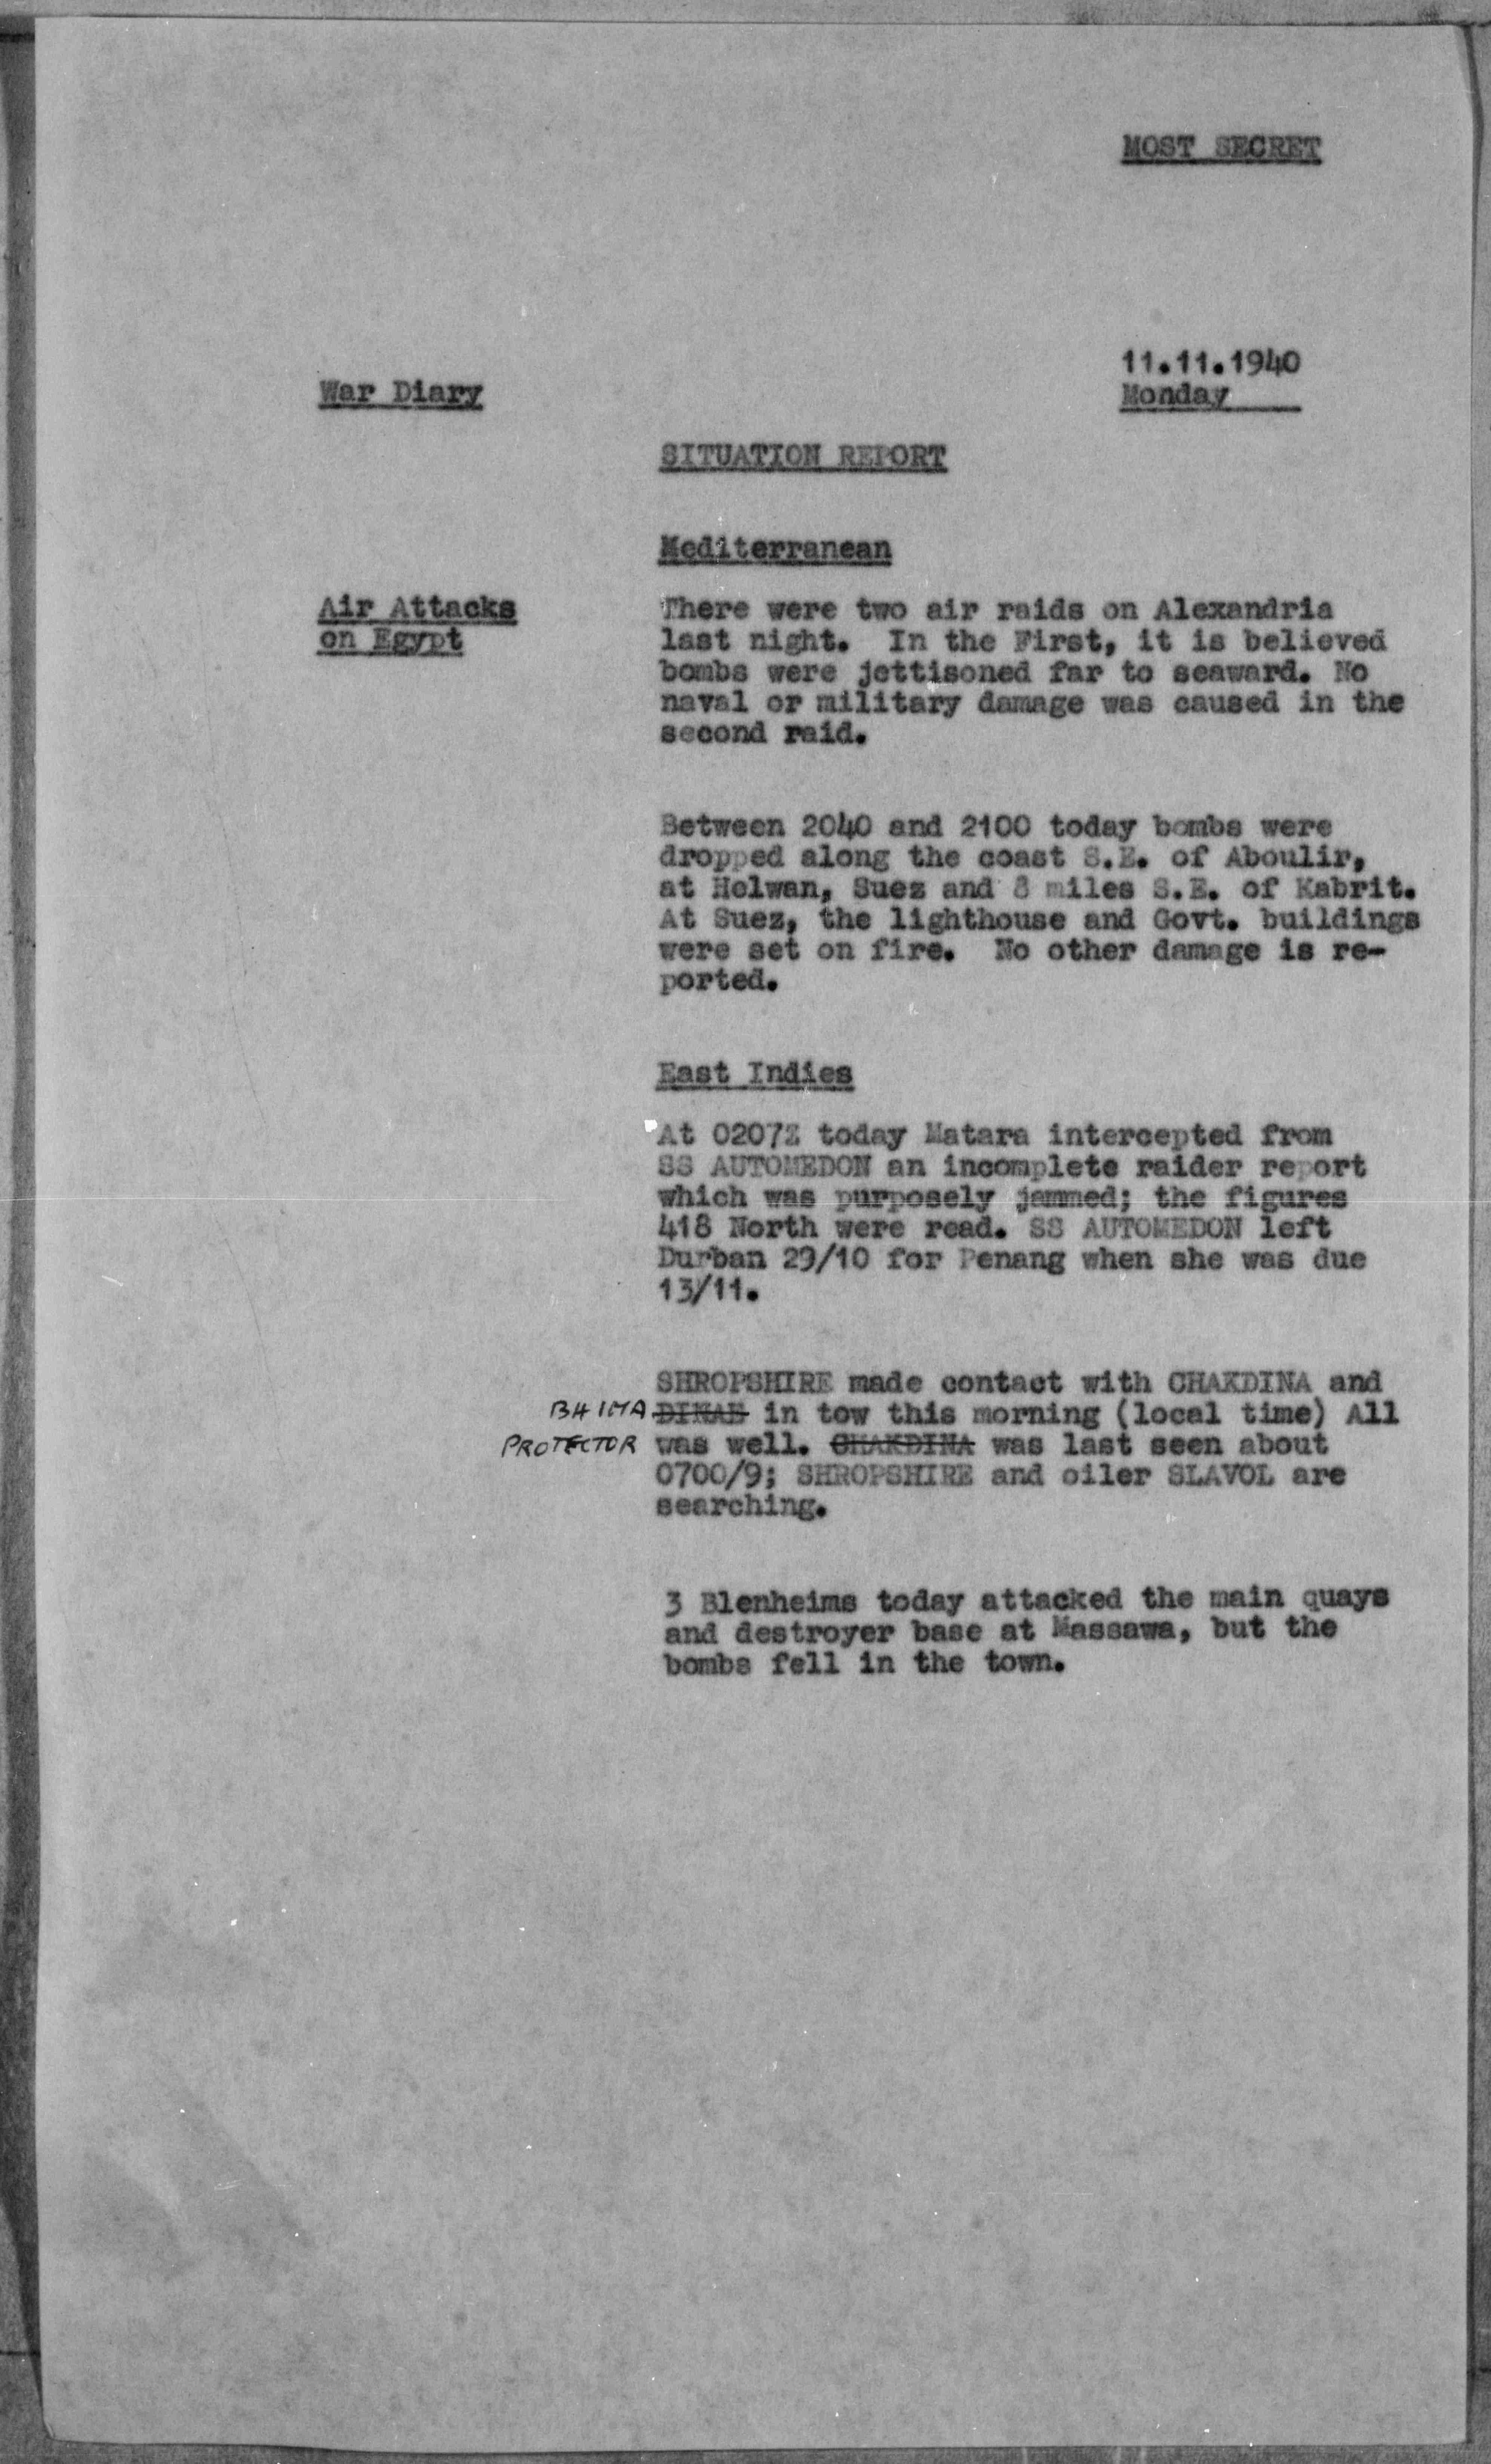 MOST SECRET
11.11.1940
War Diary
Monday
SITUATION REPORT
Mediterranean
Air Attacks
on Egypt
There were two air raids on Alexandria
last night. In the First, it is believed
bombs were jettisoned far to seaward. No
naval or military damage was caused in the
second raid.
Between 2040 and 2100 today bombs were
dropped along the coast S.E. of Aboulir,
at Helwan, Suez and 8 miles S.E. of Kabrit.
At Suez, the lighthouse and Govt. buildings
were set on fire. No other damage is re-
ported.
East Indies
At 0207Z today Matara intercepted from
SS AUTOMEDON an incomplete raider report
which was purposely jammed; the figures
418 North were read. SS AUTOMEDON left
Durban 29/10 for Penang when she was due
13/11.
SHROPSHIRE made contact with CHAKDINA and
BHIMA in tow this morning (local time) All
PROTECTOR was well. CHAKDINA was last seen about
0700/9; SHROPSHIRE and oiler SLAVOL are
searching.
3 Blenheims today attacked the main quays
and destroyer base at Massawa, but the
bombs fell in the town.